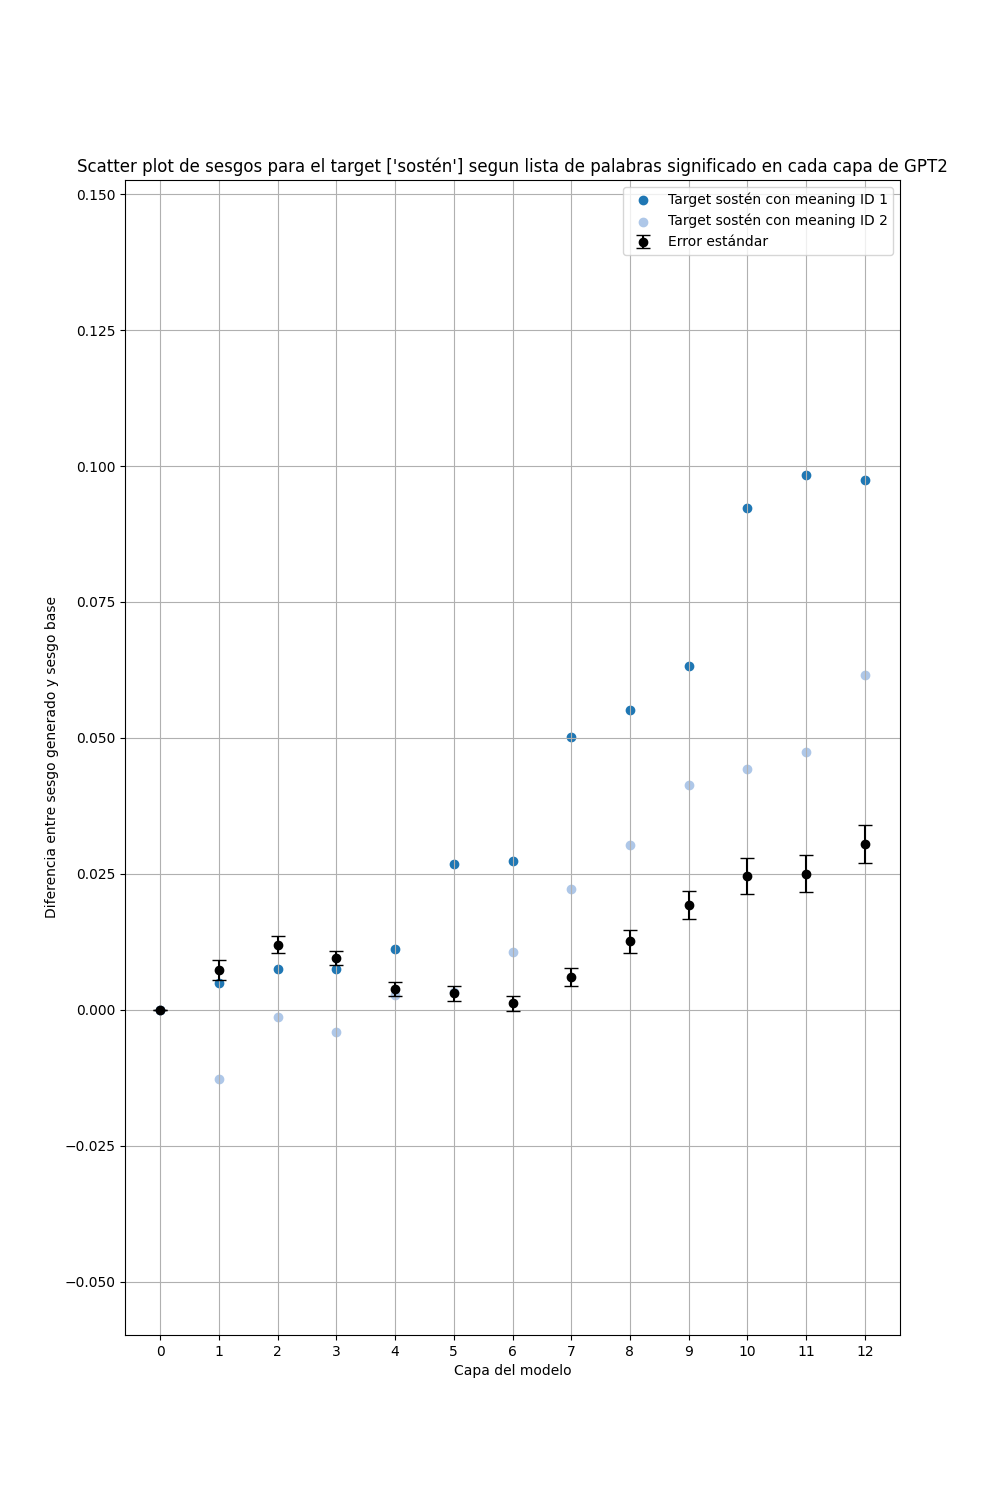 Scatter plot de sesgos para el target ['sostén'] segun lista de palabras significado en cada capa de GPT2
Target sostén con meaning ID 1
Target sostén con meaning ID 2
Error estándar
Diferencia entre sesgo generado y sesgo base
0.150
0.125
0.100
0.075
0.050
0.025
0.000
−0.025
−0.050
0 1 2 3 4 5 6 7 8 9 10 11 12
Capa del modelo